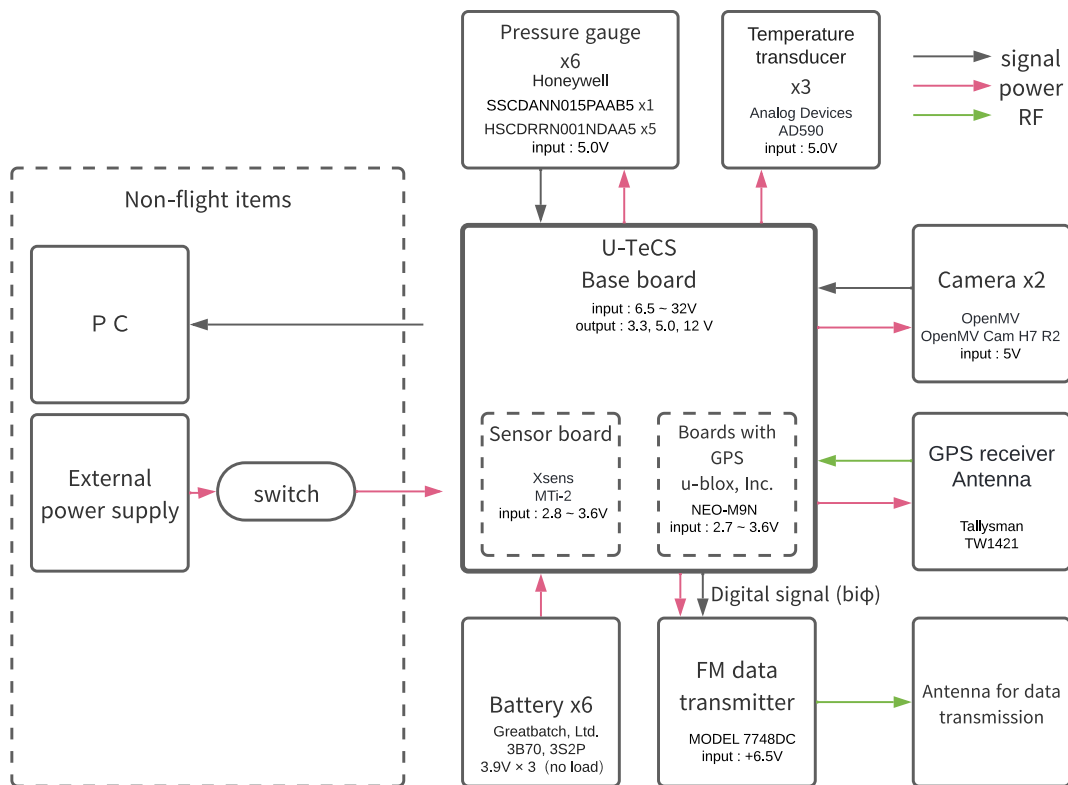 Pressure gauge
x6
Honeywell
SSCDANN015PAAB5 x1
HSCDRRN001NDAA5 x5
input : 5.0V
Temperature
transducer
x3
Analog Devices
AD590
input : 5.0V
signal
power
RF
Non-flight items
P C
External
power supply
switch
U-TeCS
Base board
input : 6.5 ~ 32V
output : 3.3, 5.0, 12 V
Sensor board
Xsens
MTi-2
input : 2.8 ~ 3.6V
Boards with
GPS
u-blox, Inc.
NEO-M9N
input : 2.7 ~ 3.6V
Camera x2
OpenMV
OpenMV Cam H7 R2
input : 5V
GPS receiver
Antenna
Tallysman
TW1421
Digital signal (biφ)
Battery x6
Greatbatch, Ltd.
3B70, 3S2P
3.9V × 3（no load）
FM data
transmitter
MODEL 7748DC
input : +6.5V
Antenna for data
transmission